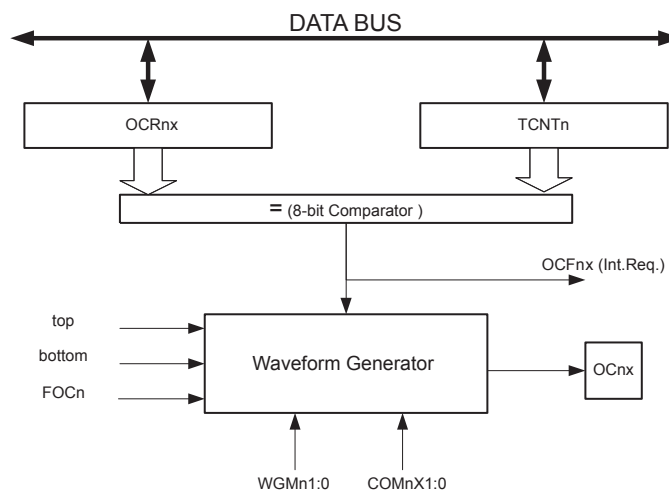 DATA BUS
OCRnx
TCNTn
= (8-bit Comparator )
OCFnx (Int.Req.)
top
bottom
FOCn
Waveform Generator
OCnx
WGMn1:0
COMnX1:0